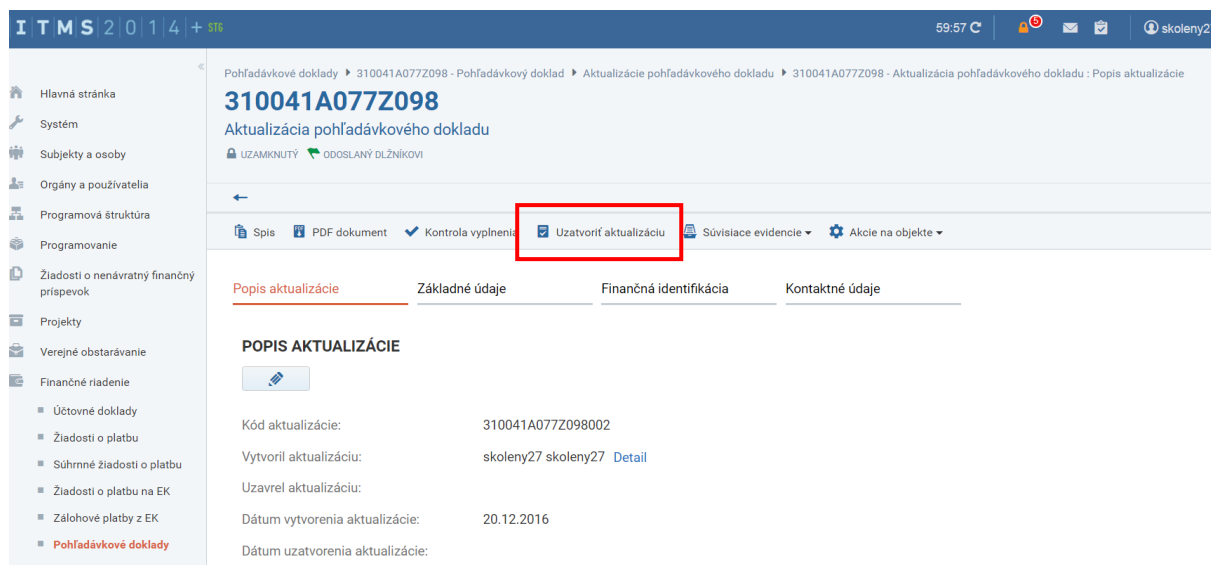 ITMS2014+ STG
59:57
5
skoleny2
Pohľadávkové doklady 310041A077Z098 - Pohľadávkový doklad Aktualizácie pohľadávkového dokladu 310041A077Z098 - Aktualizácia pohľadávkového dokladu : Popis aktualizácie
310041A077Z098
Aktualizácia pohľadávkového dokladu
UZAMKNUTÝ ODOSLANÝ DLŽNÍKOVI
Hlavná stránka
Systém
Subjekty a osoby
Orgány a používatelia
Programová štruktúra
Programovanie
Žiadosti o nenávratný finančný
príspevok
Projekty
Verejné obstarávanie
Finančné riadenie
Účtovné doklady
Žiadosti o platbu
Súhrnné žiadosti o platbu
Žiadosti o platbu na EK
Zálohové platby z EK
Pohľadávkové doklady
Spis PDF dokument Kontrola vyplnenia Uzatvoriť aktualizáciu Súvisiace evidencie Akcie na objekte
Popis aktualizácie Základné údaje Finančná identifikácia Kontaktné údaje
POPIS AKTUALIZÁCIE
Kód aktualizácie: 310041A077Z098002
Vytvoril aktualizáciu: skoleny27 skoleny27 Detail
Uzavrel aktualizáciu:
Dátum vytvorenia aktualizácie: 20.12.2016
Dátum uzatvorenia aktualizácie: